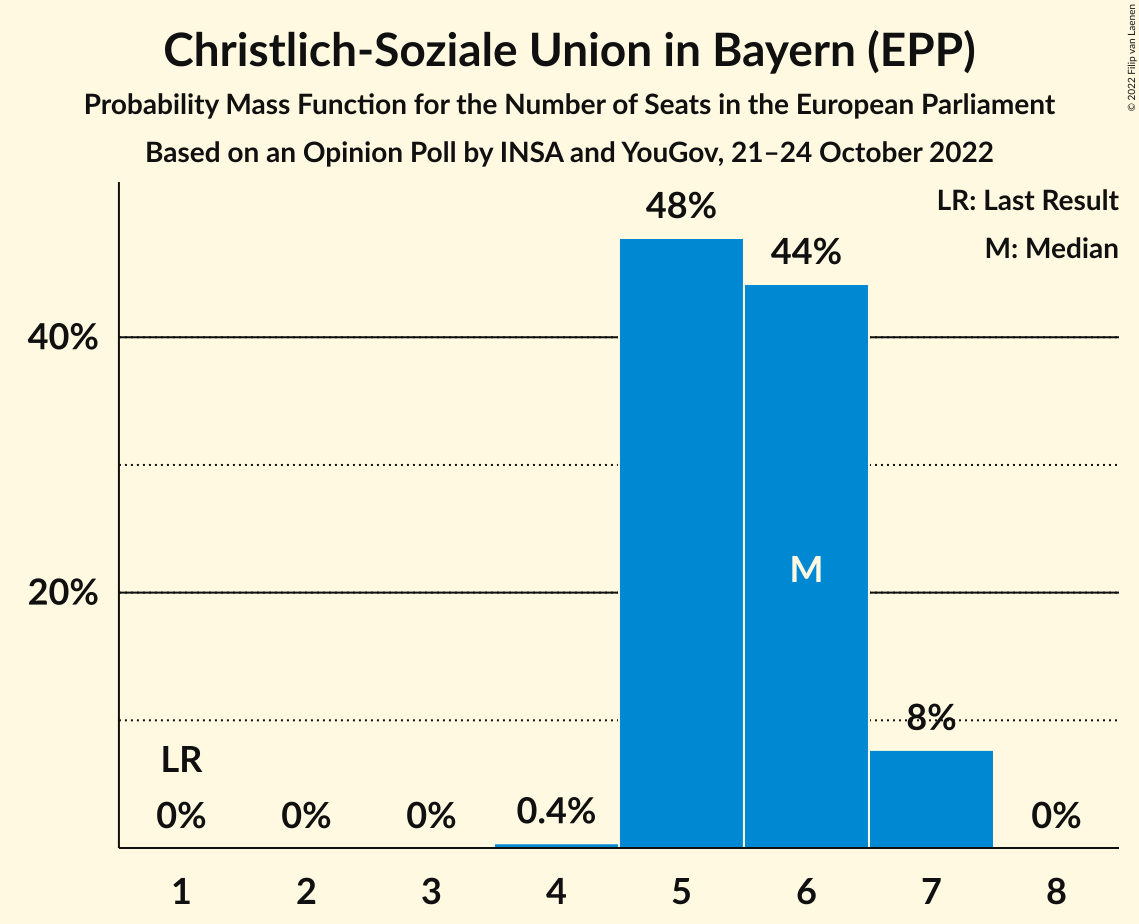 Christlich-Soziale Union in Bayern (EPP)
Probability Mass Function for the Number of Seats in the European Parliament
Based on an Opinion Poll by INSA and YouGov, 21–24 October 2022
© 2022 Filip van Laenen
LR: Last Result
M: Median
48%
44%
40%
M
20%
8%
LR
0%
0%
0%
0.4%
0%
1
2
3
4
5
6
7
8